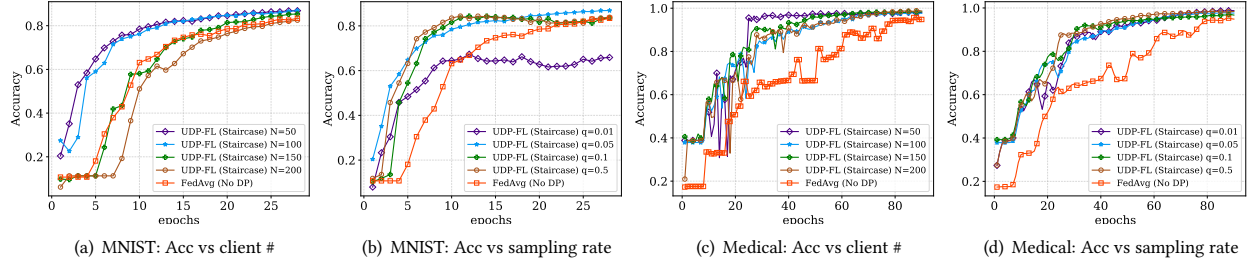 Accuracy
0.8
0.6
0.4
0.2
0
5
10
15
20
25
epochs
UDP-FL (Staircase) N=50
UDP-FL (Staircase) N=100
UDP-FL (Staircase) N=150
UDP-FL (Staircase) N=200
FedAvg (No DP)
(a) MNIST: Acc vs client #
Accuracy
0.8
0.6
0.4
0.2
0
5
10
15
20
25
epochs
UDP-FL (Staircase) q=0.01
UDP-FL (Staircase) q=0.05
UDP-FL (Staircase) q=0.1
UDP-FL (Staircase) q=0.5
FedAvg (No DP)
(b) MNIST: Acc vs sampling rate
Accuracy
1.0
0.8
0.6
0.4
0.2
0
20
40
60
80
epochs
UDP-FL (Staircase) N=50
UDP-FL (Staircase) N=100
UDP-FL (Staircase) N=150
UDP-FL (Staircase) N=200
FedAvg (No DP)
(c) Medical: Acc vs client #
Accuracy
1.0
0.8
0.6
0.4
0.2
0
20
40
60
80
epochs
UDP-FL (Staircase) q=0.01
UDP-FL (Staircase) q=0.05
UDP-FL (Staircase) q=0.1
UDP-FL (Staircase) q=0.5
FedAvg (No DP)
(d) Medical: Acc vs sampling rate